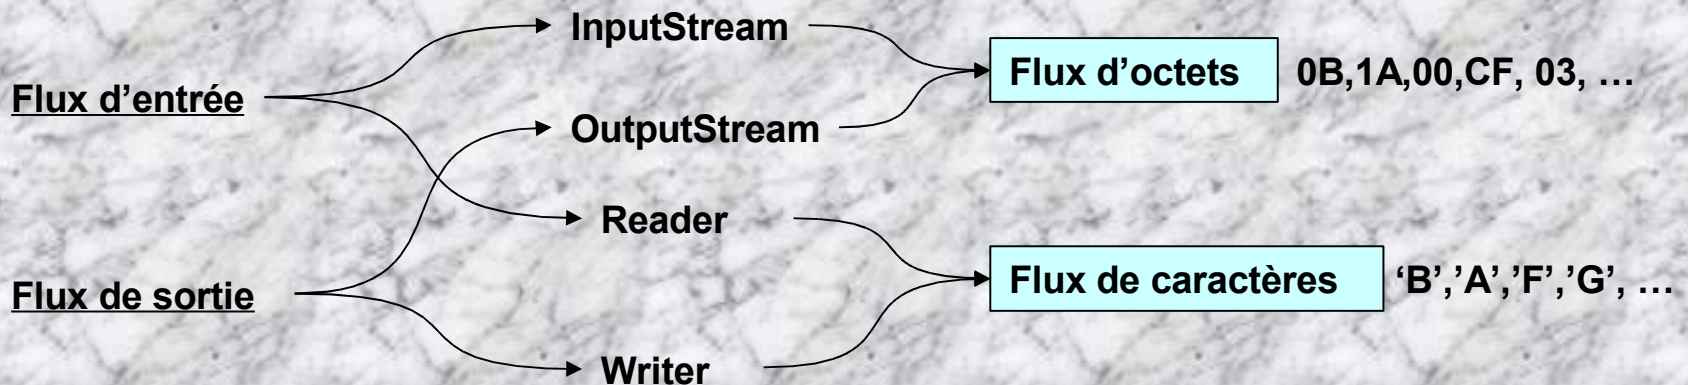 InputStream
Flux d’octets 0B,1A,00,CF, 03, …
Flux d’entrée
OutputStream
Reader
Flux de caractères ‘B’,’A’,’F’,’G’, …
Flux de sortie
Writer